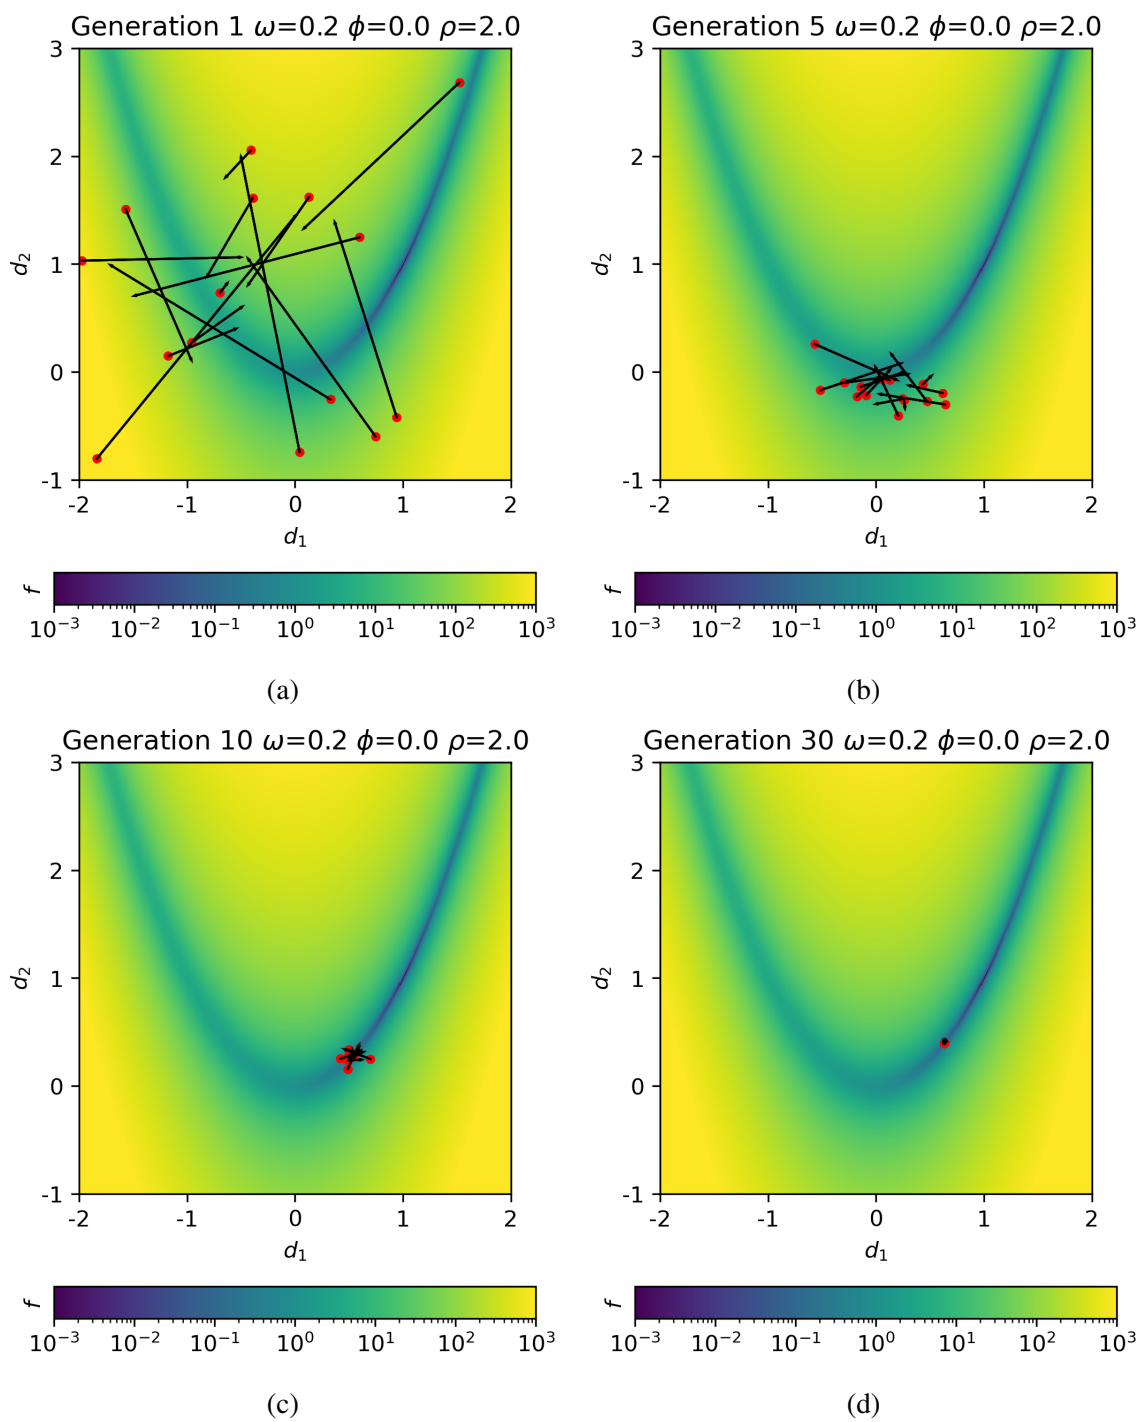 Generation 1 ω=0.2 ϕ=0.0 ρ=2.0
Generation 5 ω=0.2 ϕ=0.0 ρ=2.0
3
2
1
0
-1
d₂
-2 -1 0 1 2
d₁
3
2
1
0
-1
d₂
-2 -1 0 1 2
d₁
f
10⁻³ 10⁻² 10⁻¹ 10⁰ 10¹ 10² 10³
f
10⁻³ 10⁻² 10⁻¹ 10⁰ 10¹ 10² 10³
(a)
(b)
Generation 10 ω=0.2 ϕ=0.0 ρ=2.0
Generation 30 ω=0.2 ϕ=0.0 ρ=2.0
3
2
1
0
-1
d₂
-2 -1 0 1 2
d₁
3
2
1
0
-1
d₂
-2 -1 0 1 2
d₁
f
10⁻³ 10⁻² 10⁻¹ 10⁰ 10¹ 10² 10³
f
10⁻³ 10⁻² 10⁻¹ 10⁰ 10¹ 10² 10³
(c)
(d)